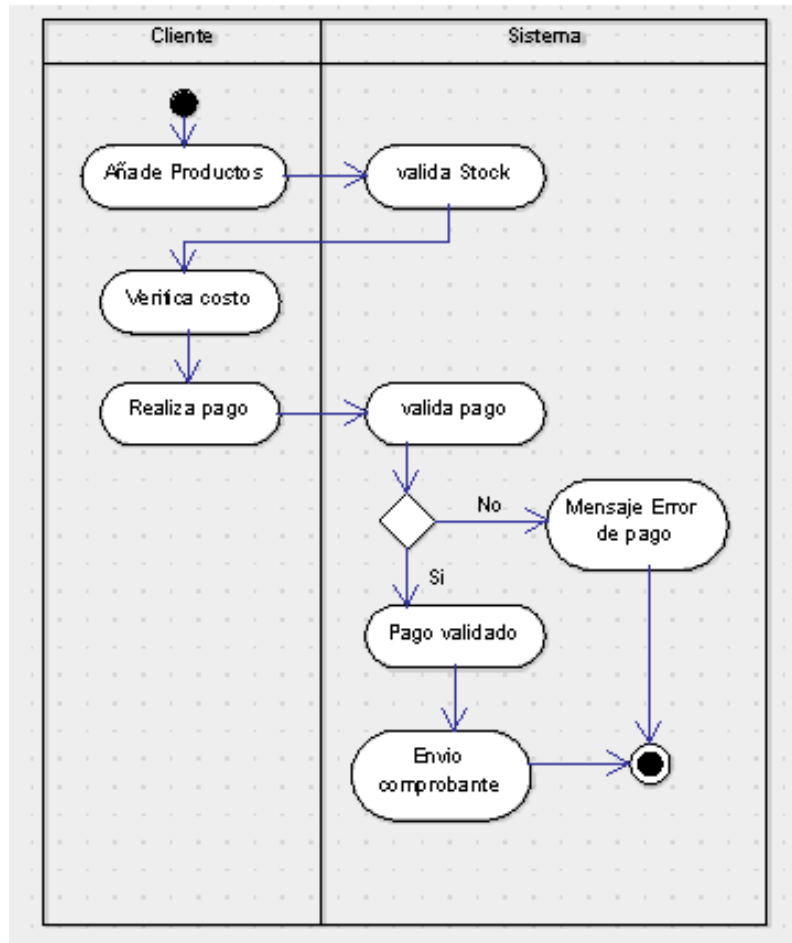 Cliente
Sistema
Añade Productos
valida Stock
Verifica costo
Realiza pago
valida pago
No
Mensaje Error
de pago
Si
Pago validado
Envio
comprobante